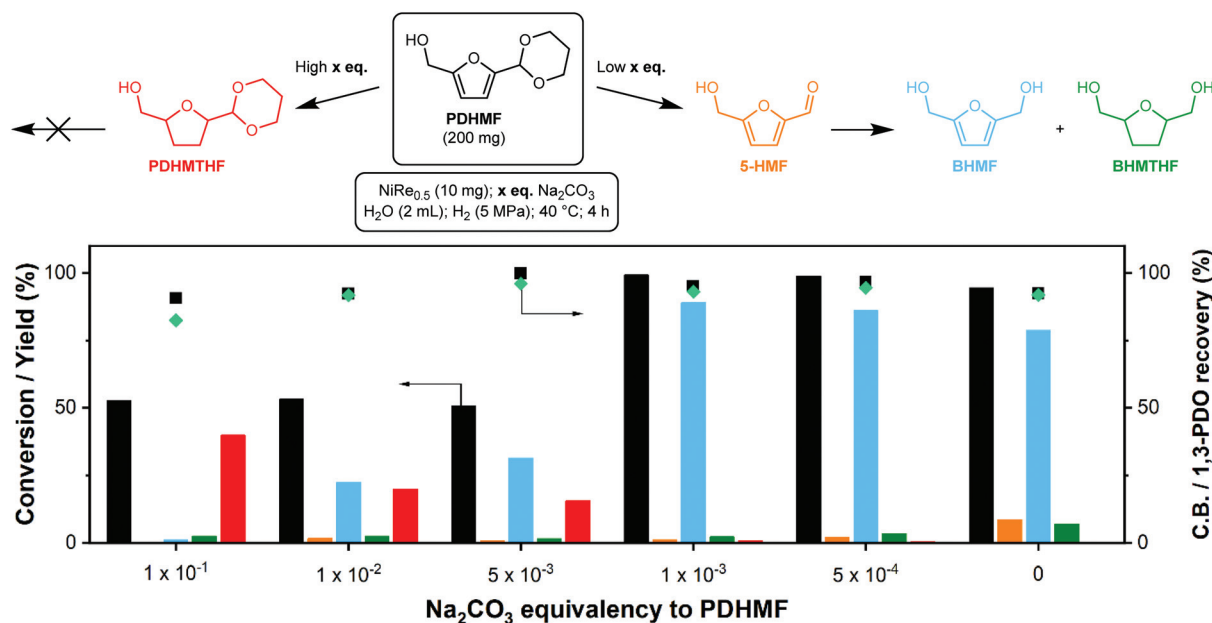 HO
O
O
O
High x eq.
PDHMF
(200 mg)
Low x eq.
HO
O
O
O
PDHMTHF
HO
O
O
5-HMF
HO
O
OH
BHMF
+
HO
O
OH
BHMTHF
NiRe0.5 (10 mg); x eq. Na2CO3
H2O (2 mL); H2 (5 MPa); 40 °C; 4 h
Conversion / Yield (%)
100
50
0
C.B. / 1,3-PDO recovery (%)
100
50
0
1 x 10⁻¹ 1 x 10⁻² 5 x 10⁻³ 1 x 10⁻³ 5 x 10⁻⁴ 0
Na2CO3 equivalency to PDHMF